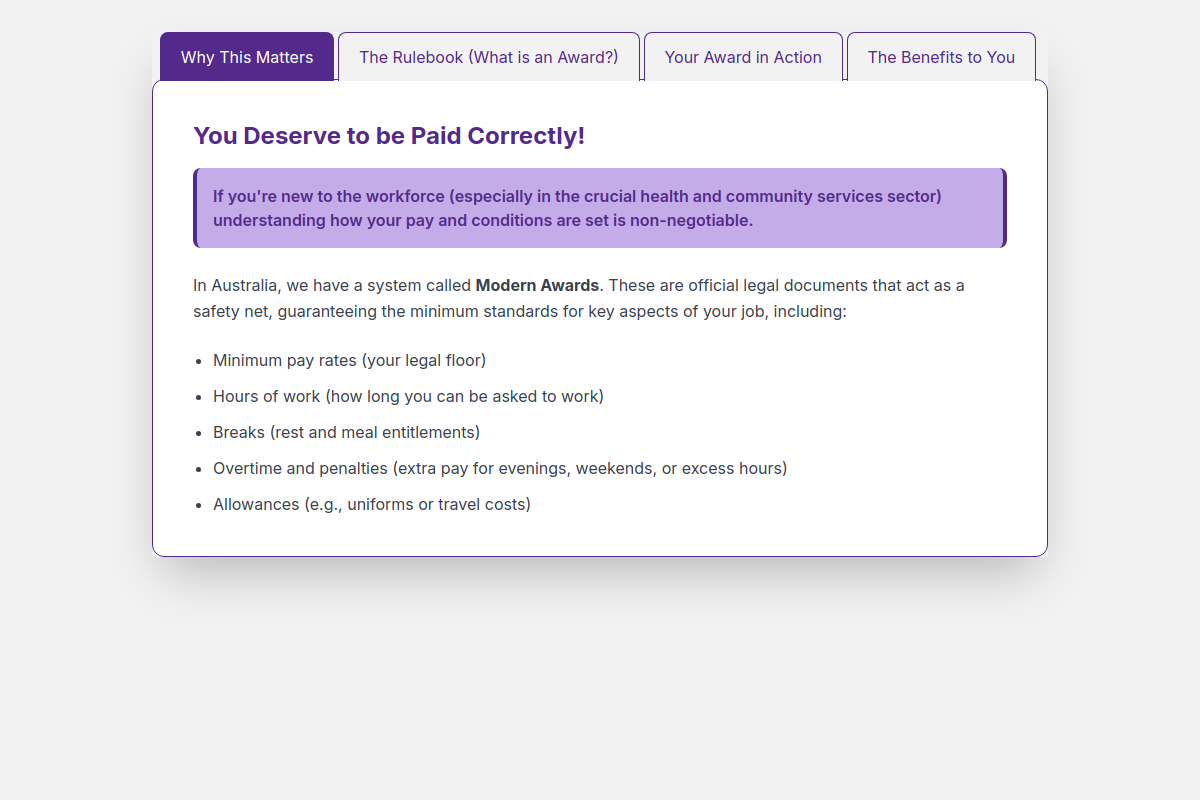 Why This Matters
The Rulebook (What is an Award?)
Your Award in Action
The Benefits to You
You Deserve to be Paid Correctly!
If you're new to the workforce (especially in the crucial health and community services sector)
understanding how your pay and conditions are set is non-negotiable.
In Australia, we have a system called Modern Awards. These are official legal documents that act as a
safety net, guaranteeing the minimum standards for key aspects of your job, including:
• Minimum pay rates (your legal floor)
• Hours of work (how long you can be asked to work)
• Breaks (rest and meal entitlements)
• Overtime and penalties (extra pay for evenings, weekends, or excess hours)
• Allowances (e.g., uniforms or travel costs)